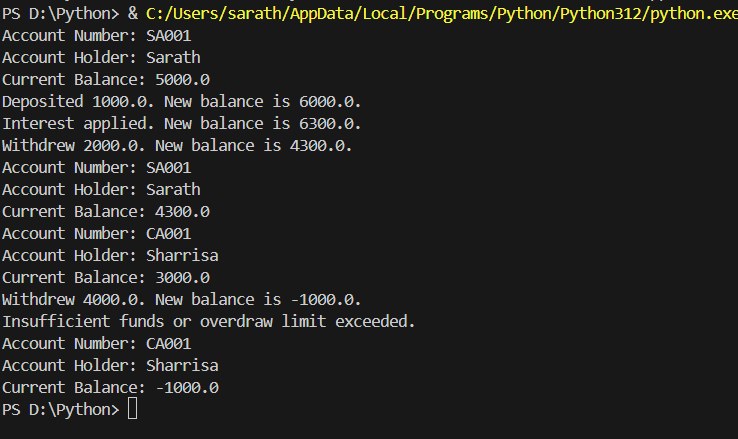 PS D:\Python> & C:/Users/sarath/AppData/Local/Programs/Python/Python312/python.exe
Account Number: SA001
Account Holder: Sarath
Current Balance: 5000.0
Deposited 1000.0. New balance is 6000.0.
Interest applied. New balance is 6300.0.
Withdrew 2000.0. New balance is 4300.0.
Account Number: SA001
Account Holder: Sarath
Current Balance: 4300.0
Account Number: CA001
Account Holder: Sharrisa
Current Balance: 3000.0
Withdrew 4000.0. New balance is -1000.0.
Insufficient funds or overdraw limit exceeded.
Account Number: CA001
Account Holder: Sharrisa
Current Balance: -1000.0
PS D:\Python>